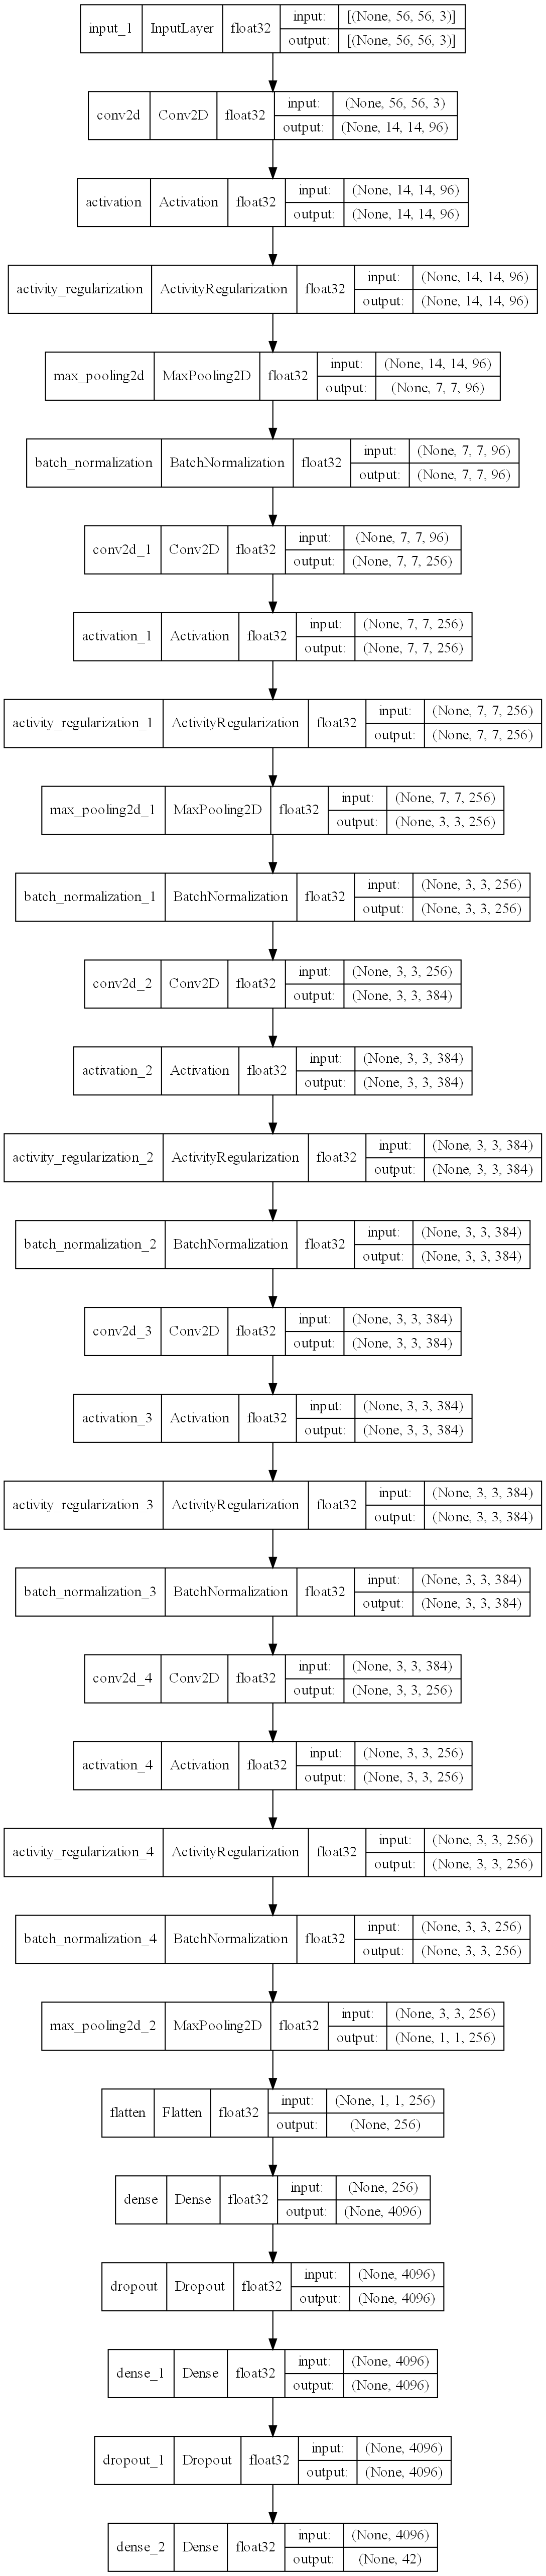 input_1 InputLayer float32 input: [(None, 56, 56, 3)]
output: [(None, 56, 56, 3)]
conv2d Conv2D float32 input: (None, 56, 56, 3)
output: (None, 14, 14, 96)
activation Activation float32 input: (None, 14, 14, 96)
output: (None, 14, 14, 96)
activity_regularization ActivityRegularization float32 input: (None, 14, 14, 96)
output: (None, 14, 14, 96)
max_pooling2d MaxPooling2D float32 input: (None, 14, 14, 96)
output: (None, 7, 7, 96)
batch_normalization BatchNormalization float32 input: (None, 7, 7, 96)
output: (None, 7, 7, 96)
conv2d_1 Conv2D float32 input: (None, 7, 7, 96)
output: (None, 7, 7, 256)
activation_1 Activation float32 input: (None, 7, 7, 256)
output: (None, 7, 7, 256)
activity_regularization_1 ActivityRegularization float32 input: (None, 7, 7, 256)
output: (None, 7, 7, 256)
max_pooling2d_1 MaxPooling2D float32 input: (None, 7, 7, 256)
output: (None, 3, 3, 256)
batch_normalization_1 BatchNormalization float32 input: (None, 3, 3, 256)
output: (None, 3, 3, 256)
conv2d_2 Conv2D float32 input: (None, 3, 3, 256)
output: (None, 3, 3, 384)
activation_2 Activation float32 input: (None, 3, 3, 384)
output: (None, 3, 3, 384)
activity_regularization_2 ActivityRegularization float32 input: (None, 3, 3, 384)
output: (None, 3, 3, 384)
batch_normalization_2 BatchNormalization float32 input: (None, 3, 3, 384)
output: (None, 3, 3, 384)
conv2d_3 Conv2D float32 input: (None, 3, 3, 384)
output: (None, 3, 3, 384)
activation_3 Activation float32 input: (None, 3, 3, 384)
output: (None, 3, 3, 384)
activity_regularization_3 ActivityRegularization float32 input: (None, 3, 3, 384)
output: (None, 3, 3, 384)
batch_normalization_3 BatchNormalization float32 input: (None, 3, 3, 384)
output: (None, 3, 3, 384)
conv2d_4 Conv2D float32 input: (None, 3, 3, 384)
output: (None, 3, 3, 256)
activation_4 Activation float32 input: (None, 3, 3, 256)
output: (None, 3, 3, 256)
activity_regularization_4 ActivityRegularization float32 input: (None, 3, 3, 256)
output: (None, 3, 3, 256)
batch_normalization_4 BatchNormalization float32 input: (None, 3, 3, 256)
output: (None, 3, 3, 256)
max_pooling2d_2 MaxPooling2D float32 input: (None, 3, 3, 256)
output: (None, 1, 1, 256)
flatten Flatten float32 input: (None, 1, 1, 256)
output: (None, 256)
dense Dense float32 input: (None, 256)
output: (None, 4096)
dropout Dropout float32 input: (None, 4096)
output: (None, 4096)
dense_1 Dense float32 input: (None, 4096)
output: (None, 4096)
dropout_1 Dropout float32 input: (None, 4096)
output: (None, 4096)
dense_2 Dense float32 input: (None, 4096)
output: (None, 42)